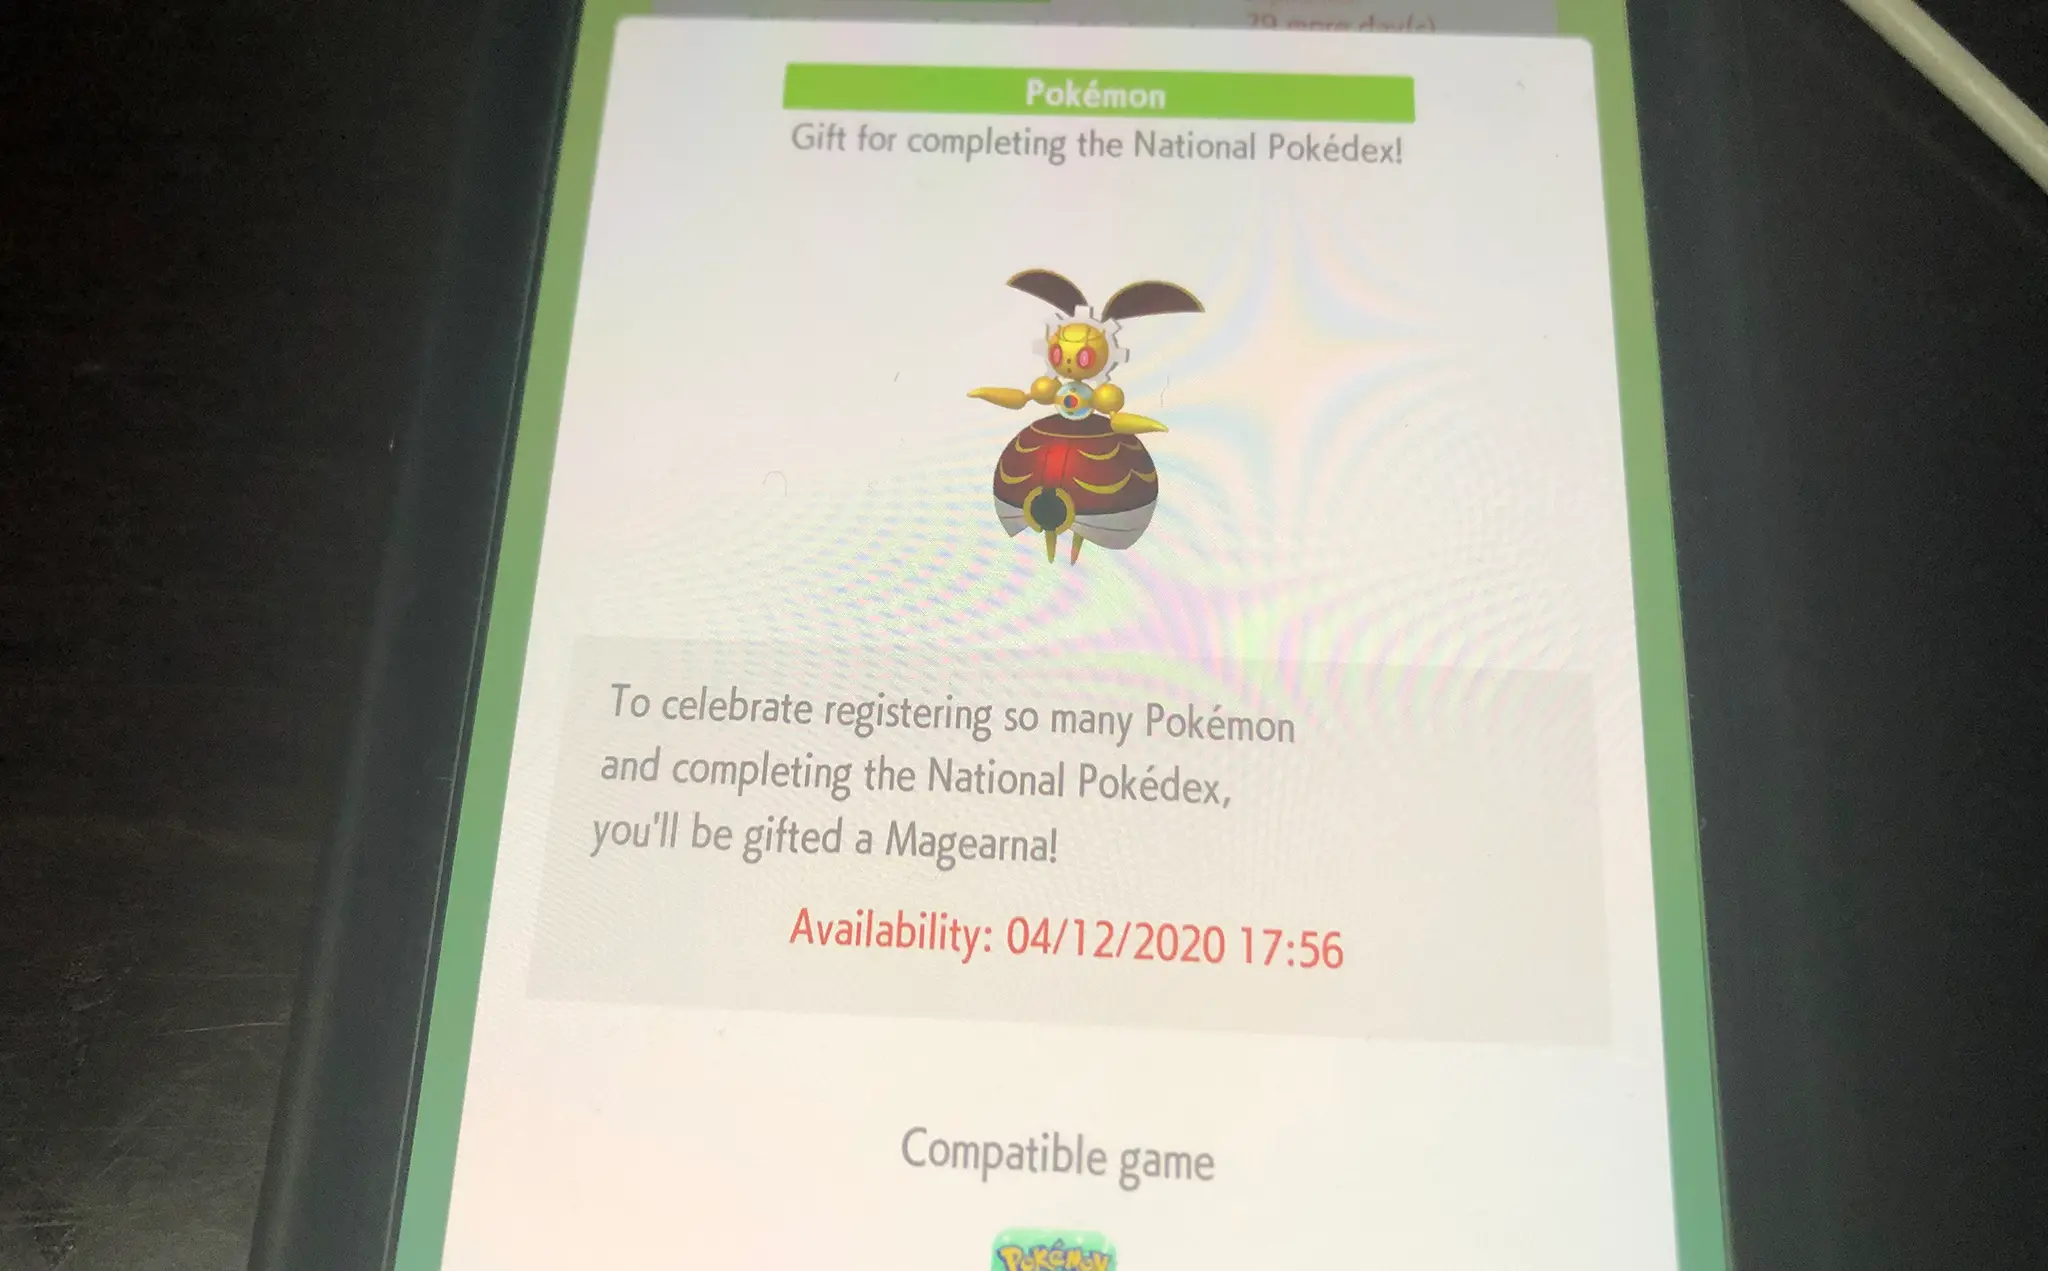 29 more day(s)
Pokémon
Gift for completing the National Pokédex!
To celebrate registering so many Pokémon
and completing the National Pokédex,
you'll be gifted a Magearna!
Availability: 04/12/2020 17:56
Compatible game
POKéMON